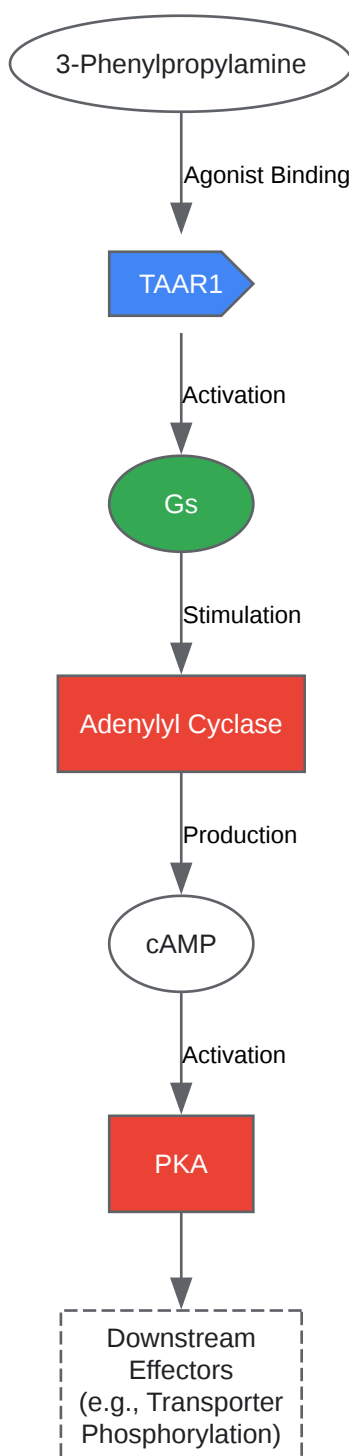 3-Phenylpropylamine
Agonist Binding
TAAR1
Activation
Gs
Stimulation
Adenylyl Cyclase
Production
cAMP
Activation
PKA
Downstream
Effectors
(e.g., Transporter
Phosphorylation)